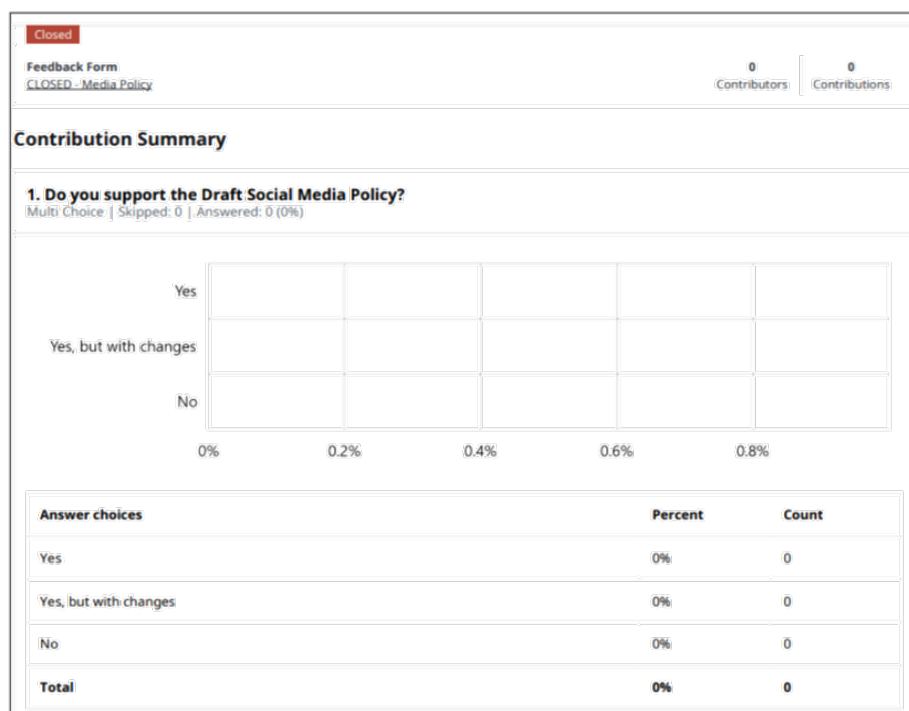 Closed
Feedback Form
CLOSED - Media Policy
0 0
Contributors Contributions
Contribution Summary
1. Do you support the Draft Social Media Policy?
Multi Choice | Skipped: 0 | Answered: 0 (0%)
Yes
Yes, but with changes
No
0% 0.2% 0.4% 0.6% 0.8%
Answer choices Percent Count
Yes 0% 0
Yes, but with changes 0% 0
No 0% 0
Total 0% 0